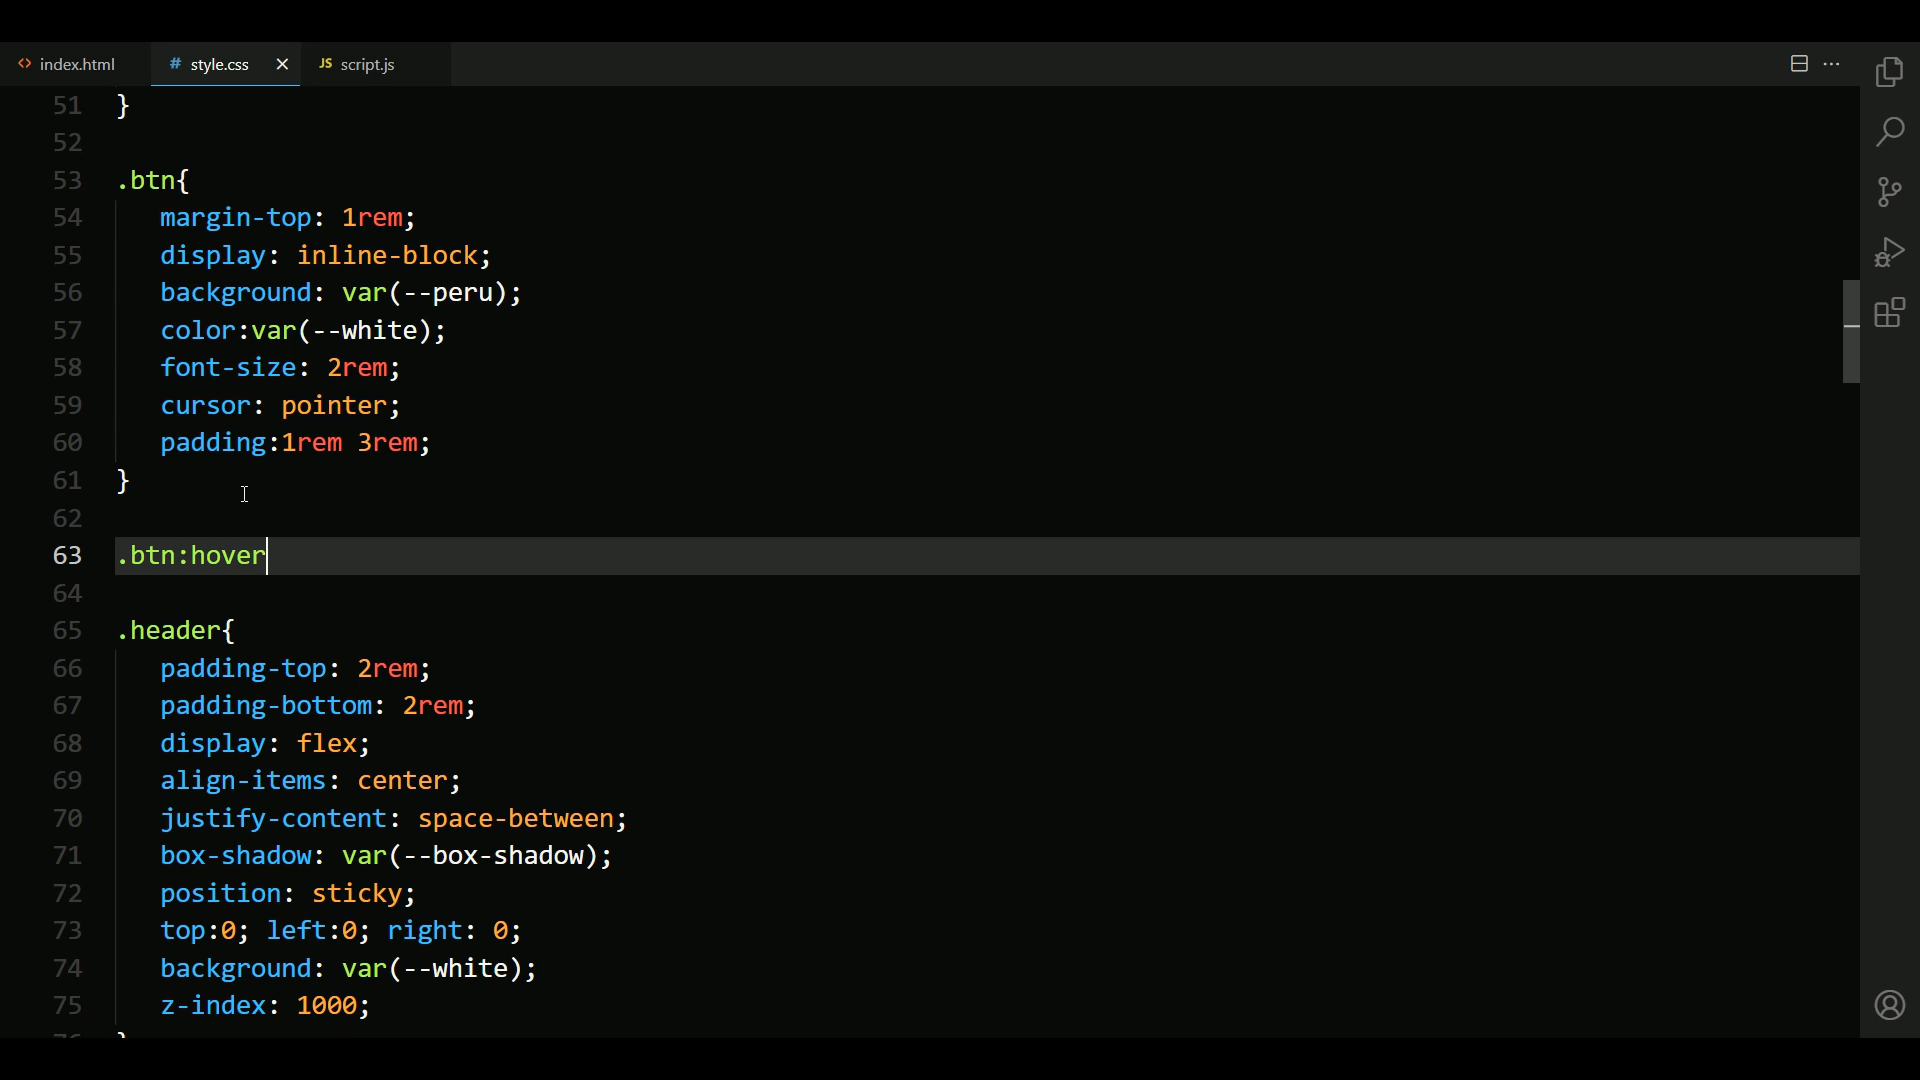 index.html
# style.css
JS script.js
51 }
52
53 .btn{
54 margin-top: 1rem;
55 display: inline-block;
56 background: var(--peru);
57 color:var(--white);
58 font-size: 2rem;
59 cursor: pointer;
60 padding:1rem 3rem;
61 }
62
63 .btn:hover
64
65 .header{
66 padding-top: 2rem;
67 padding-bottom: 2rem;
68 display: flex;
69 align-items: center;
70 justify-content: space-between;
71 box-shadow: var(--box-shadow);
72 position: sticky;
73 top:0; left:0; right: 0;
74 background: var(--white);
75 z-index: 1000;